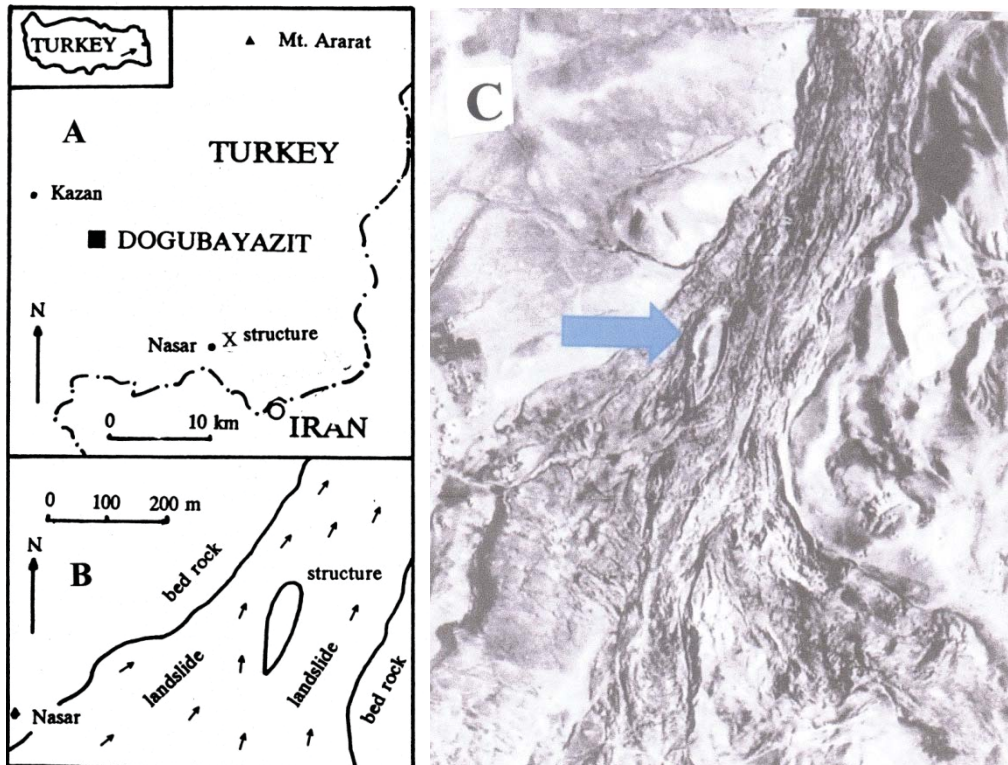 TURKEY
Mt. Ararat
A
TURKEY
Kazan
DOGUBAYAZIT
N
Nasar
X structure
0 10 km
IRAN
0 100 200 m
N
B
bed rock
structure
landslide
landslide
bed rock
Nasar
C